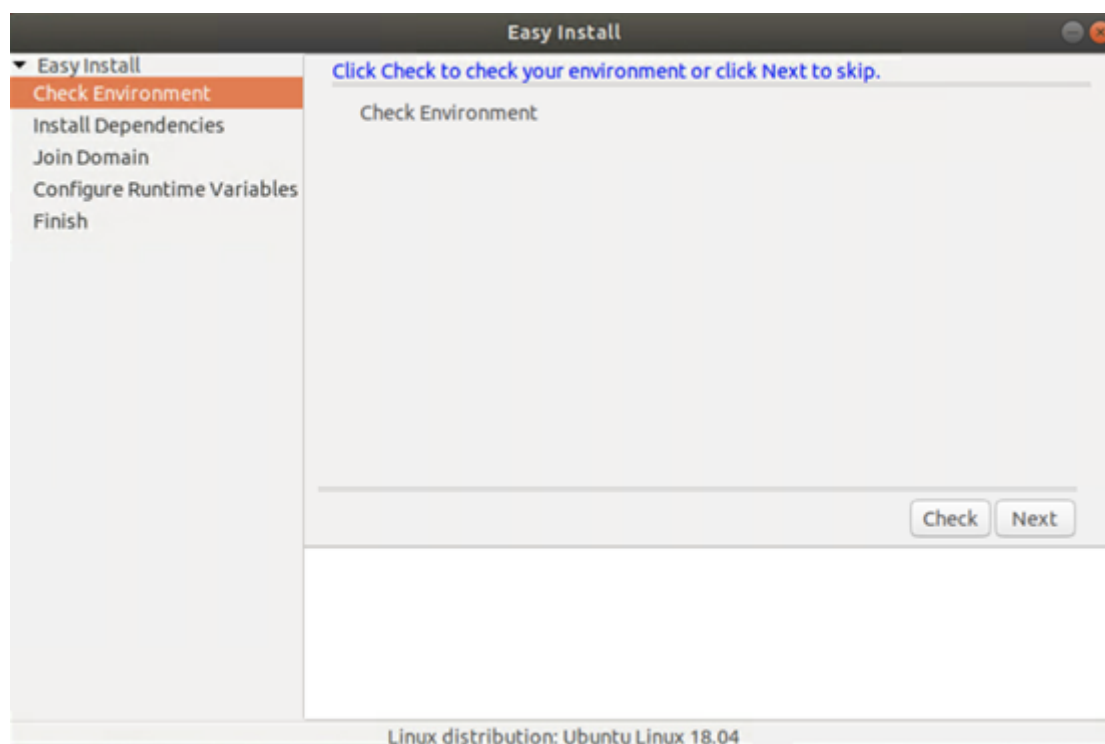 Easy Install
Easy Install
Check Environment
Install Dependencies
Join Domain
Configure Runtime Variables
Finish
Click Check to check your environment or click Next to skip.
Check Environment
Check Next
Linux distribution: Ubuntu Linux 18.04